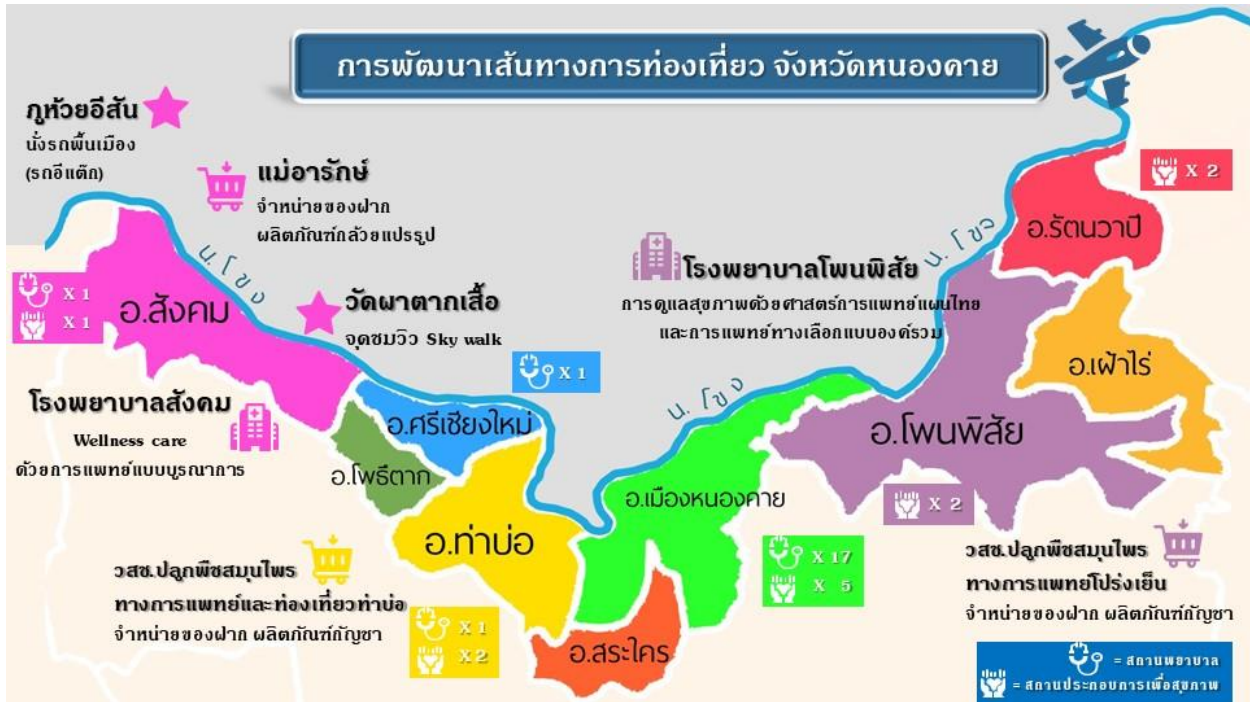 การพัฒนาเส้นทางการท่องเที่ยว จังหวัดหนองคาย
ภูห้วยอีสัน
นั่งรถพื้นเมือง
(รถอีแต๊ก)
แม่อารักษ์
จำหน่ายของฝาก
ผลิตภัณฑ์กล้วยแปรรูป
น. โขง
X 1
X 1
อ.สังคม
วัดผาตากเสื้อ
จุดชมวิว Sky walk
โรงพยาบาลสังคม
Wellness care
ด้วยการแพทย์แบบบูรณาการ
X 1
อ.ศรีเชียงใหม่
อ.โพธิ์ตาก
อ.ท่าบ่อ
วสช.ปลูกพืชสมุนไพร
ทางการแพทย์และท่องเที่ยวท่าบ่อ
จำหน่ายของฝาก ผลิตภัณฑ์กัญชา
X 1
X 2
อ.สระใคร
น. โขง
อ.เมืองหนองคาย
X 17
X 5
โรงพยาบาลโพนพิสัย
การดูแลสุขภาพด้วยศาสตร์การแพทย์แผนไทย
และการแพทย์ทางเลือกแบบองค์รวม
น. โขง
X 2
อ.รัตนวาปี
อ.เฝ้าไร่
อ.โพนพิสัย
X 2
วสช.ปลูกพืชสมุนไพร
ทางการแพทย์โปร่งเย็น
จำหน่ายของฝาก ผลิตภัณฑ์กัญชา
= สถานพยาบาล
= สถานประกอบการเพื่อสุขภาพ